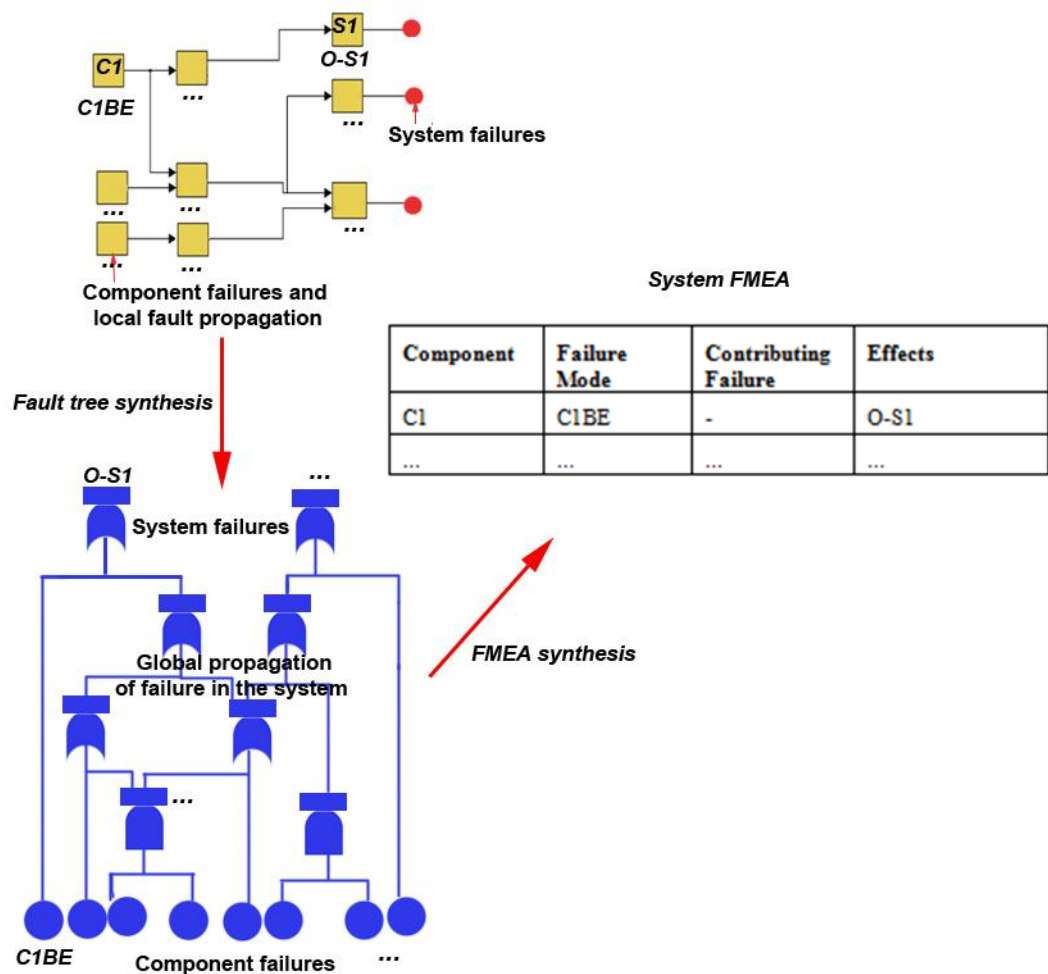 S1
C1
O-S1
...
C1BE
...
System failures
...
...
...
...
...
Component failures and
local fault propagation
System FMEA
Component
Failure
Mode
Contributing
Failure
Effects
C1
C1BE
-
O-S1
...
...
...
...
Fault tree synthesis
O-S1
...
System failures
Global propagation
of failure in the system
FMEA synthesis
...
C1BE
Component failures
...